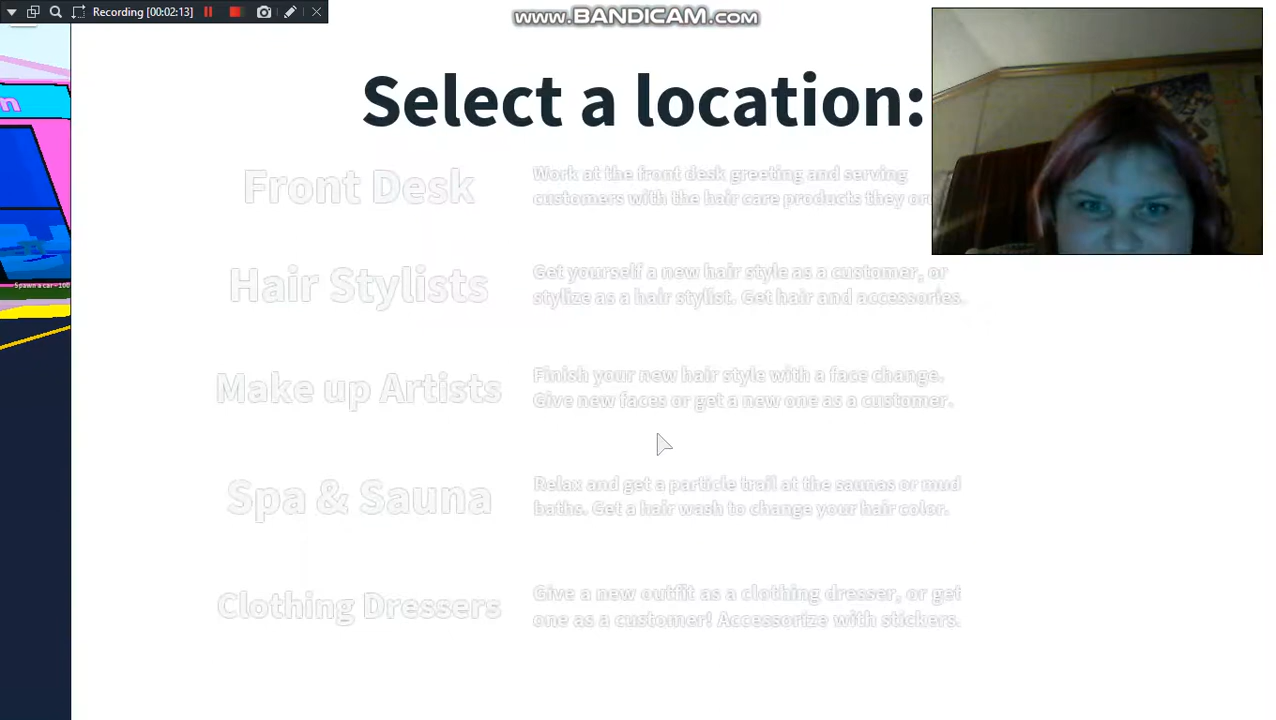 Recording [00:02:13]
www.BANDICAM.com
Select a location:
Front Desk
Work at the front desk greeting and serving
customers with the hair care products they
Hair Stylists
Get yourself a new hair style as a customer, or
stylize as a hair stylist. Get hair and accessories.
Make up Artists
Finish your new hair style with a face change.
Give new faces or get a new one as a customer.
Spa & Sauna
Relax and get a particle trail at the saunas or mud
baths. Get a hair wash to change your hair color.
Clothing Dressers
Give a new outfit as a clothing dresser, or get
one as a customer! Accessorize with stickers.
Spawn a car - 100